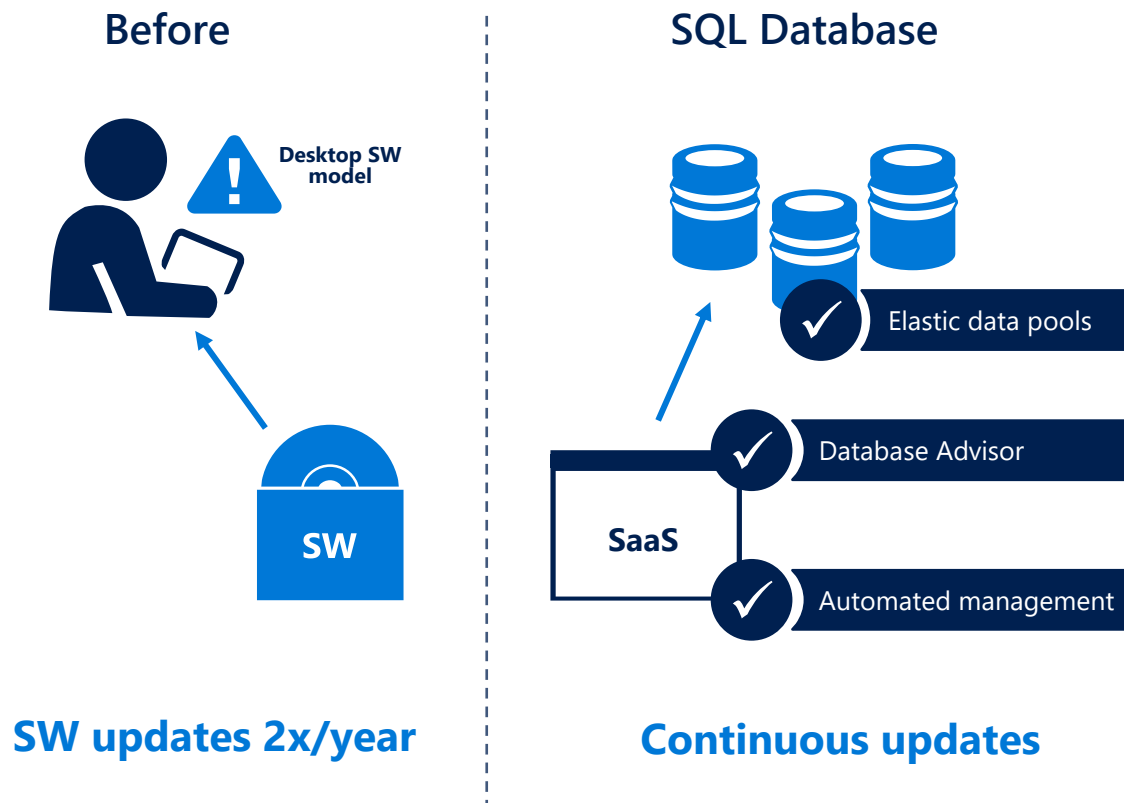 Before
Desktop SW
model
SW
SW updates 2x/year
SQL Database
Elastic data pools
Database Advisor
SaaS
Automated management
Continuous updates